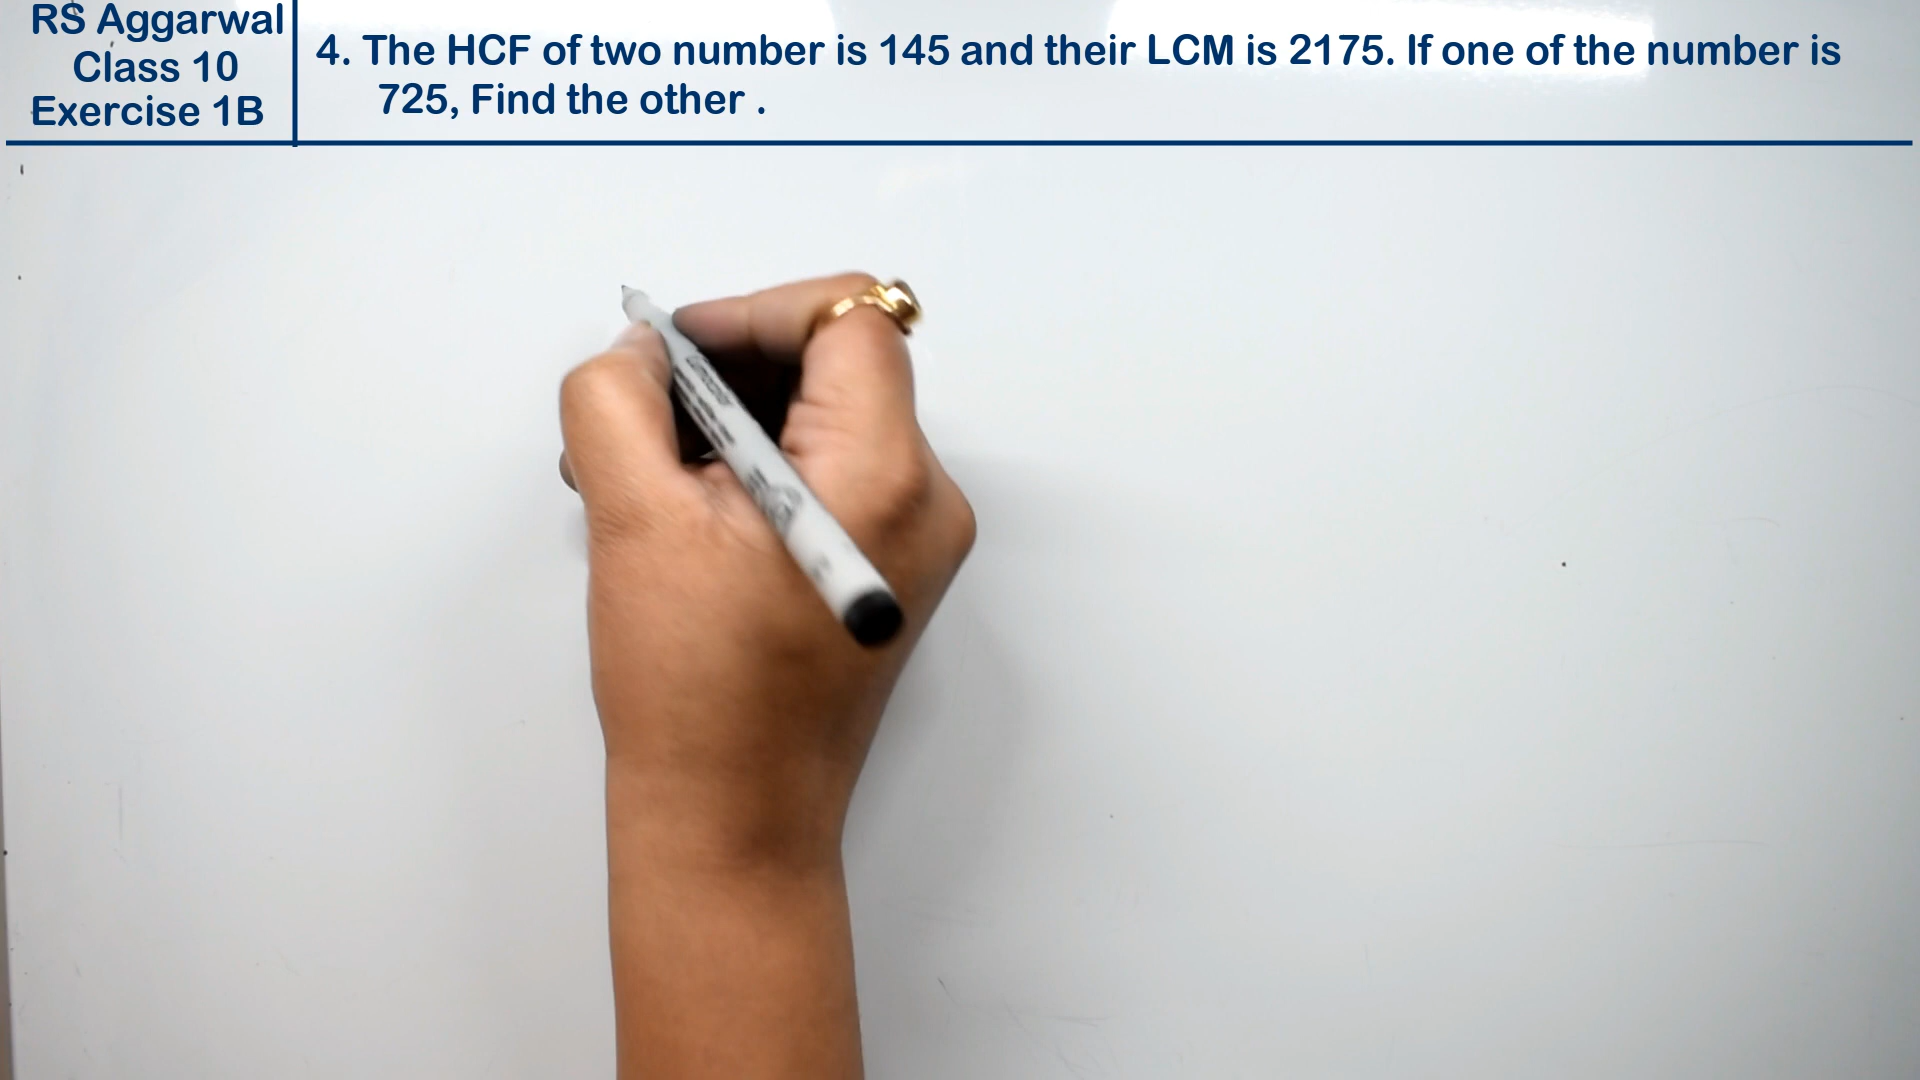 RS Aggarwal
Class 10
Exercise 1B
4. The HCF of two number is 145 and their LCM is 2175. If one of the number is
725, Find the other .